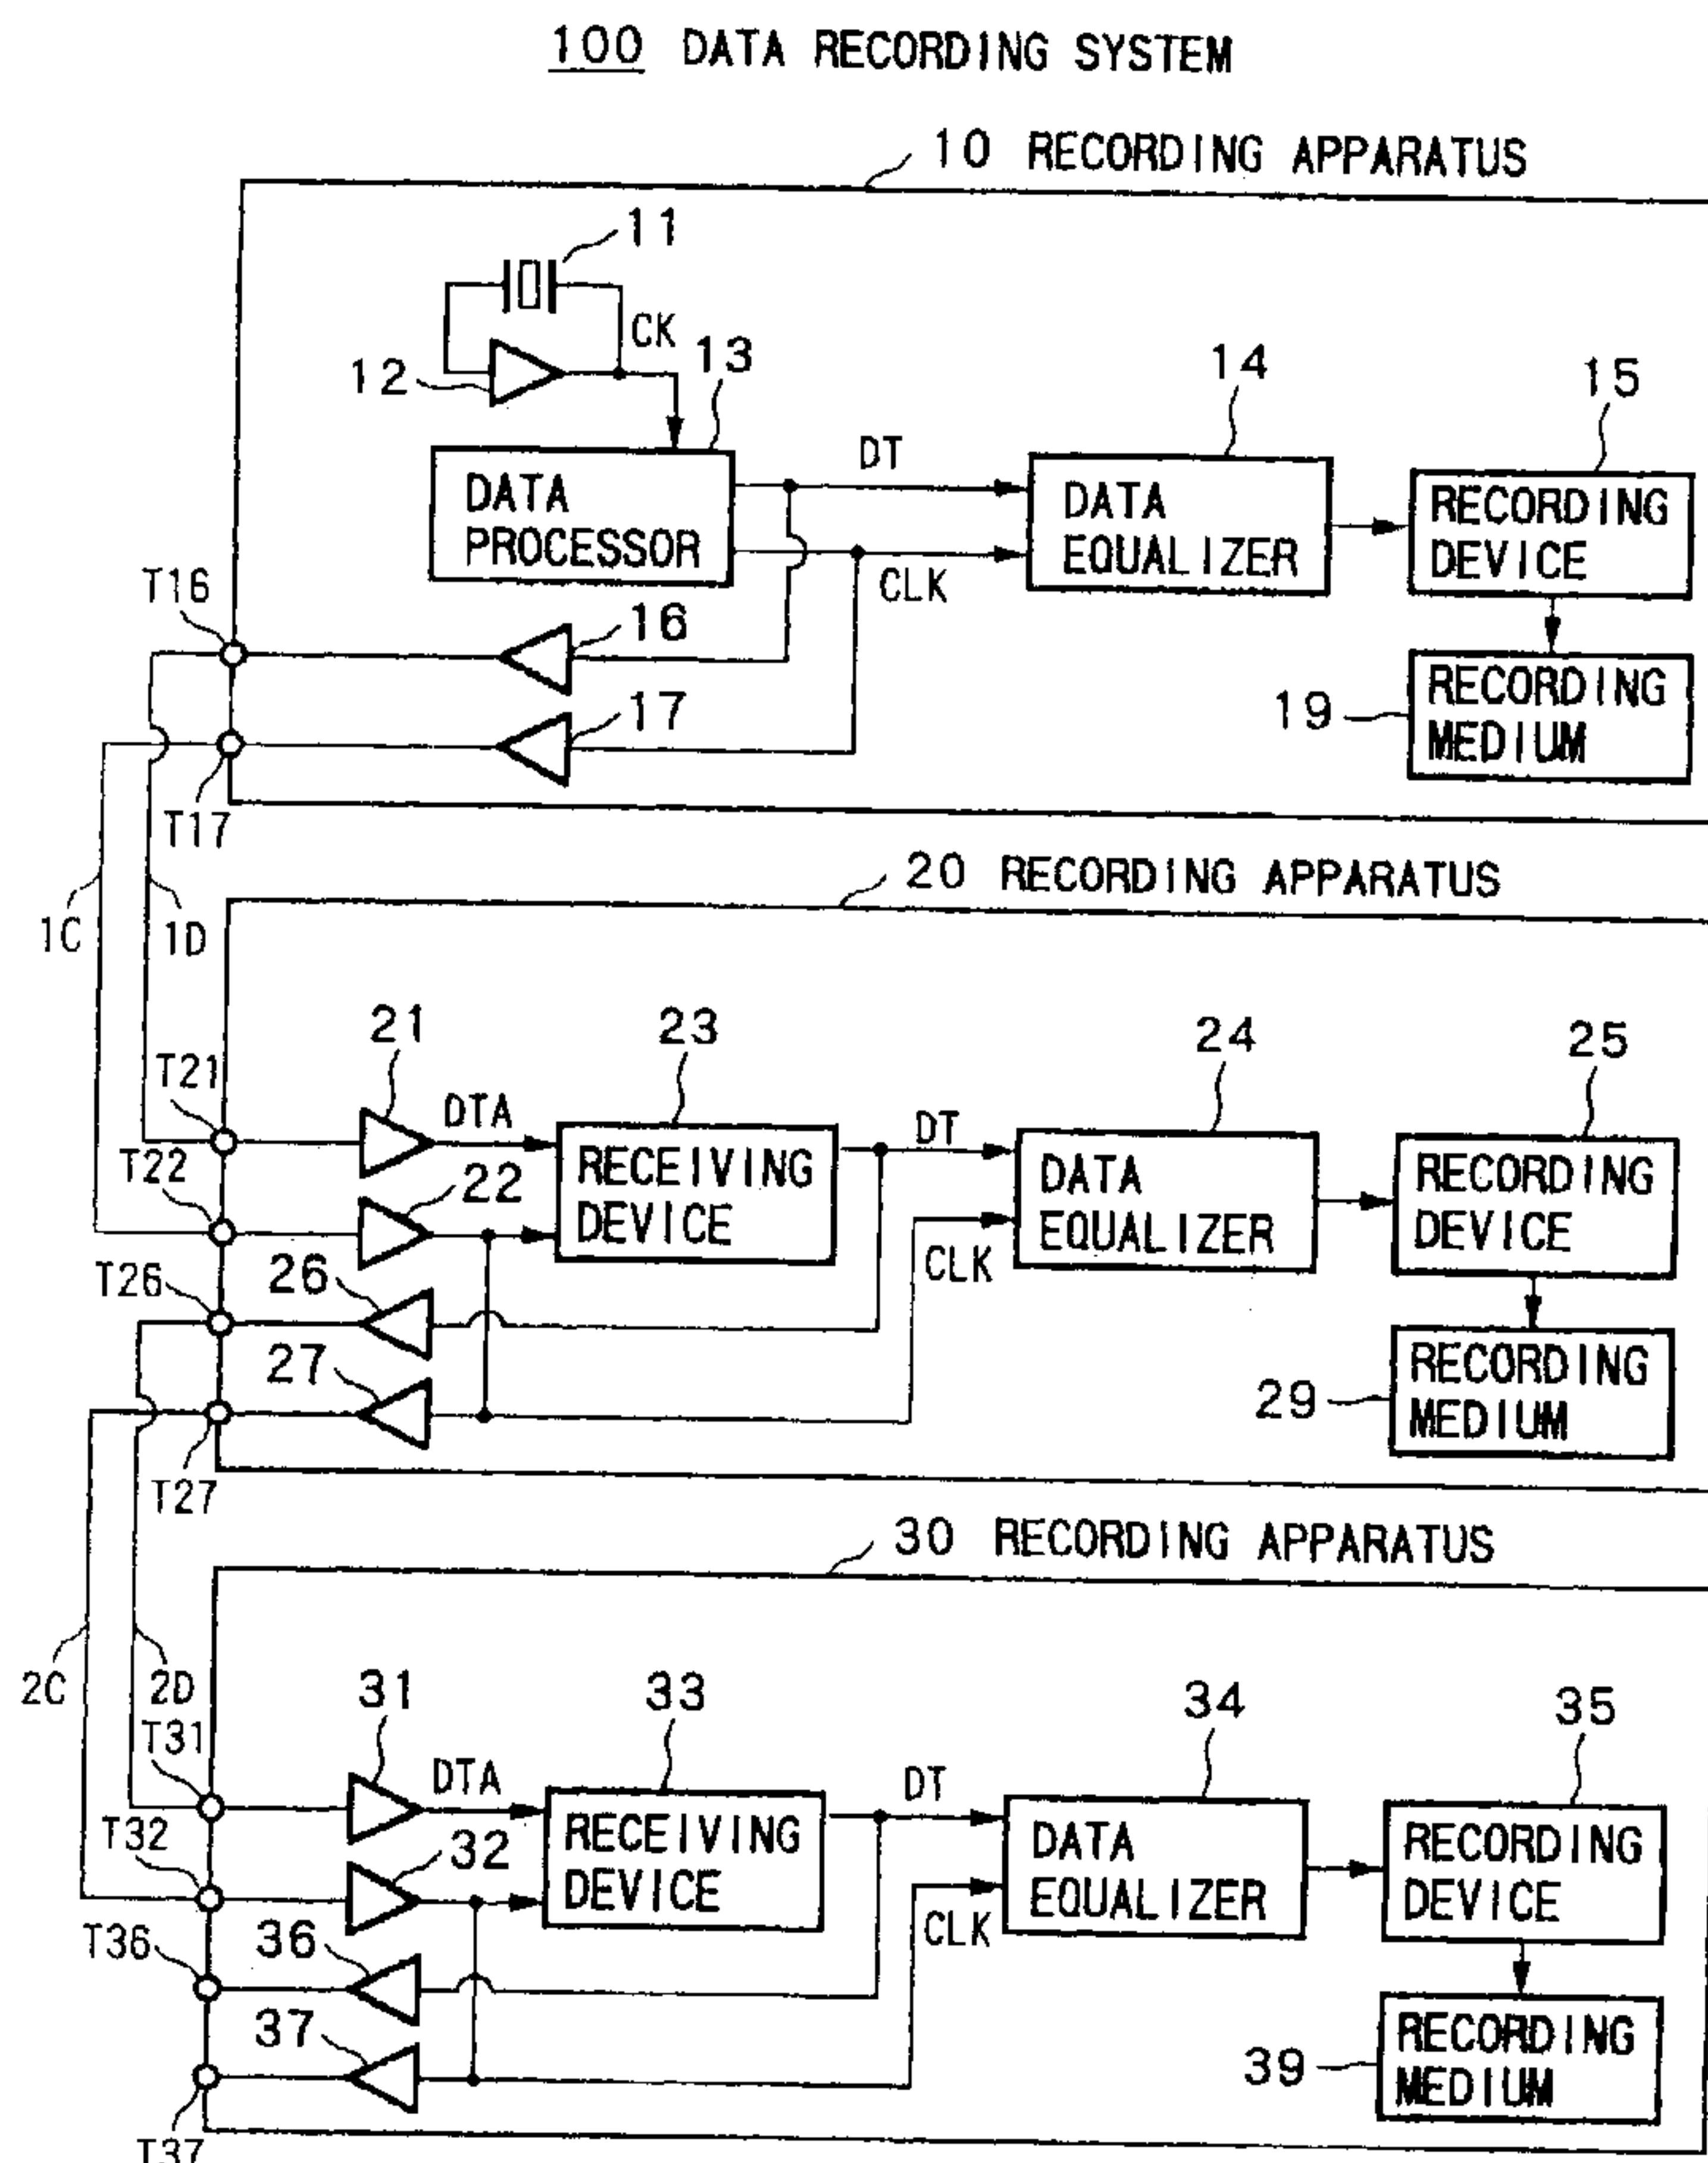 100 DATA RECORDING SYSTEM
10 RECORDING APPARATUS
11
CK
12
13
14
15
DT
DATA
PROCESSOR
DATA
EQUALIZER
RECORDING
DEVICE
CLK
T16
16
17
19
RECORDING
MEDIUM
T17
20 RECORDING APPARATUS
1C
1D
21
23
24
25
T21
DTA
DT
T22
22
RECEIVING
DEVICE
DATA
EQUALIZER
RECORDING
DEVICE
CLK
T26
26
27
29
RECORDING
MEDIUM
T27
30 RECORDING APPARATUS
2C
2D
31
33
34
35
T31
DTA
DT
T32
32
RECEIVING
DEVICE
DATA
EQUALIZER
RECORDING
DEVICE
CLK
T36
36
37
39
RECORDING
MEDIUM
T37